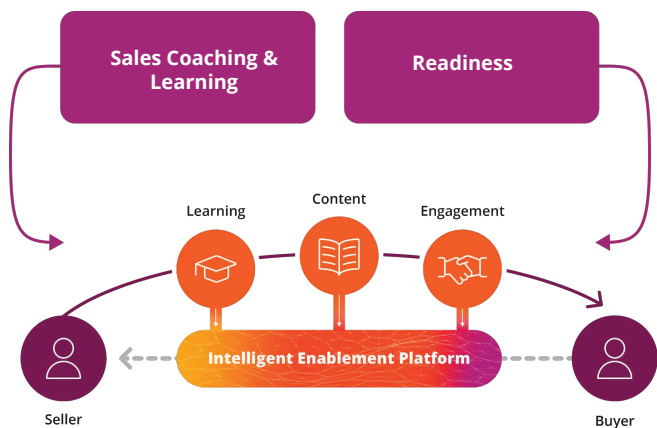 Sales Coaching &
Learning
Readiness
Learning
Content
Engagement
Intelligent Enablement Platform
Seller
Buyer